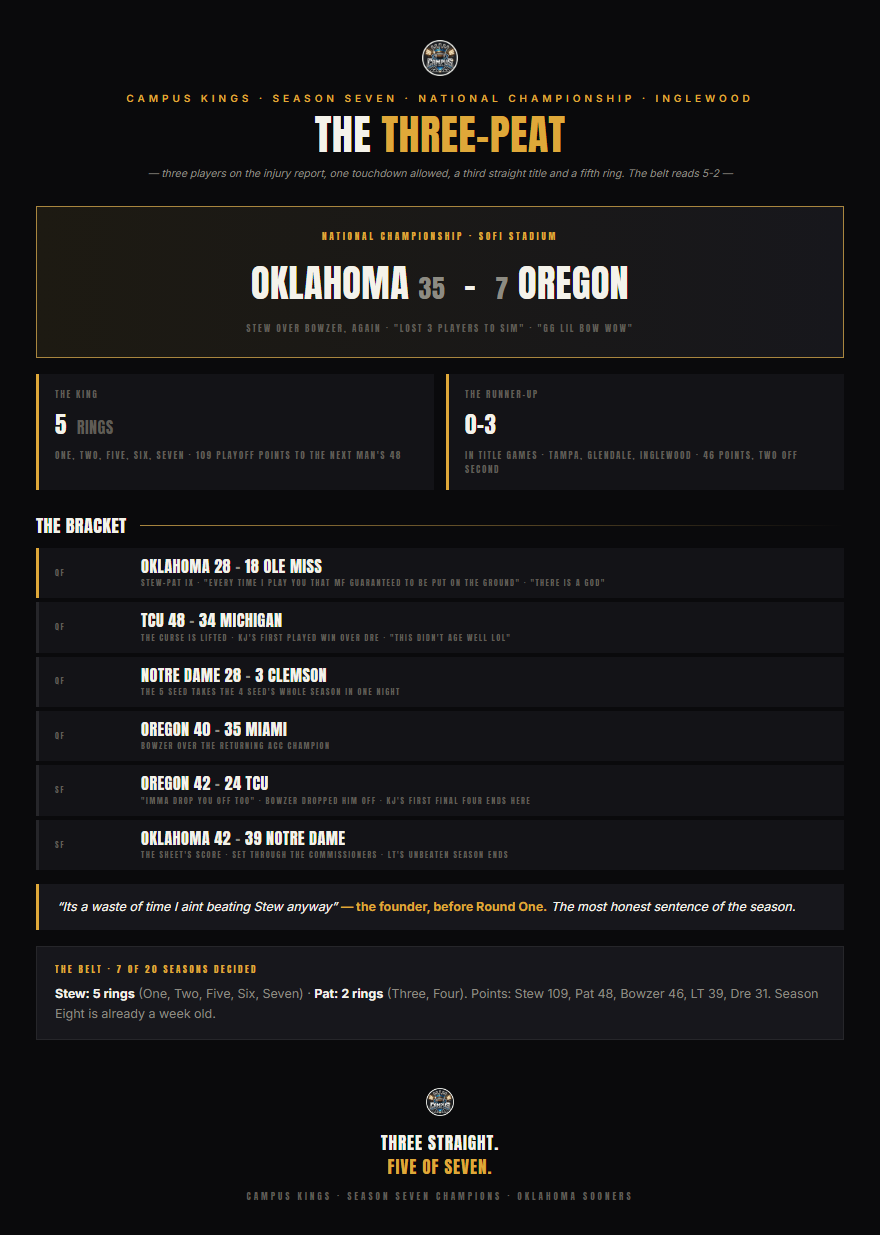 CAMPUS KINGS · SEASON SEVEN · NATIONAL CHAMPIONSHIP · INGLEWOOD
THE THREE-PEAT
— three players on the injury report, one touchdown allowed, a third straight title and a fifth ring. The belt reads 5-2 —
NATIONAL CHAMPIONSHIP · SOFI STADIUM
OKLAHOMA 35 - 7 OREGON
STEW OVER BOWZER, AGAIN · "LOST 3 PLAYERS TO SIM" · "GG LIL BOW WOW"
THE KING
5 RINGS
ONE, TWO, FIVE, SIX, SEVEN · 109 PLAYOFF POINTS TO THE NEXT MAN'S 48
THE RUNNER-UP
0-3
IN TITLE GAMES · TAMPA, GLENDALE, INGLEWOOD · 46 POINTS, TWO OFF
SECOND
THE BRACKET
QF
OKLAHOMA 28 - 18 OLE MISS
STEW-PAT IX · "EVERY TIME I PLAY YOU THAT MF GUARANTEED TO BE PUT ON THE GROUND" · "THERE IS A GOD"
QF
TCU 48 - 34 MICHIGAN
THE CURSE IS LIFTED · KJ'S FIRST PLAYED WIN OVER DRE · "THIS DIDN'T AGE WELL LOL"
QF
NOTRE DAME 28 - 3 CLEMSON
THE 5 SEED TAKES THE 4 SEED'S WHOLE SEASON IN ONE NIGHT
QF
OREGON 40 - 35 MIAMI
BOWZER OVER THE RETURNING ACC CHAMPION
SF
OREGON 42 - 24 TCU
"IMMA DROP YOU OFF TOO" · BOWZER DROPPED HIM OFF · KJ'S FIRST FINAL FOUR ENDS HERE
SF
OKLAHOMA 42 - 39 NOTRE DAME
THE SHEET'S SCORE · SET THROUGH THE COMMISSIONERS · LT'S UNBEATEN SEASON ENDS
"Its a waste of time I aint beating Stew anyway" — the founder, before Round One. The most honest sentence of the season.
THE BELT · 7 OF 20 SEASONS DECIDED
Stew: 5 rings (One, Two, Five, Six, Seven) · Pat: 2 rings (Three, Four). Points: Stew 109, Pat 48, Bowzer 46, LT 39, Dre 31. Season
Eight is already a week old.
THREE STRAIGHT.
FIVE OF SEVEN.
CAMPUS KINGS · SEASON SEVEN CHAMPIONS · OKLAHOMA SOONERS